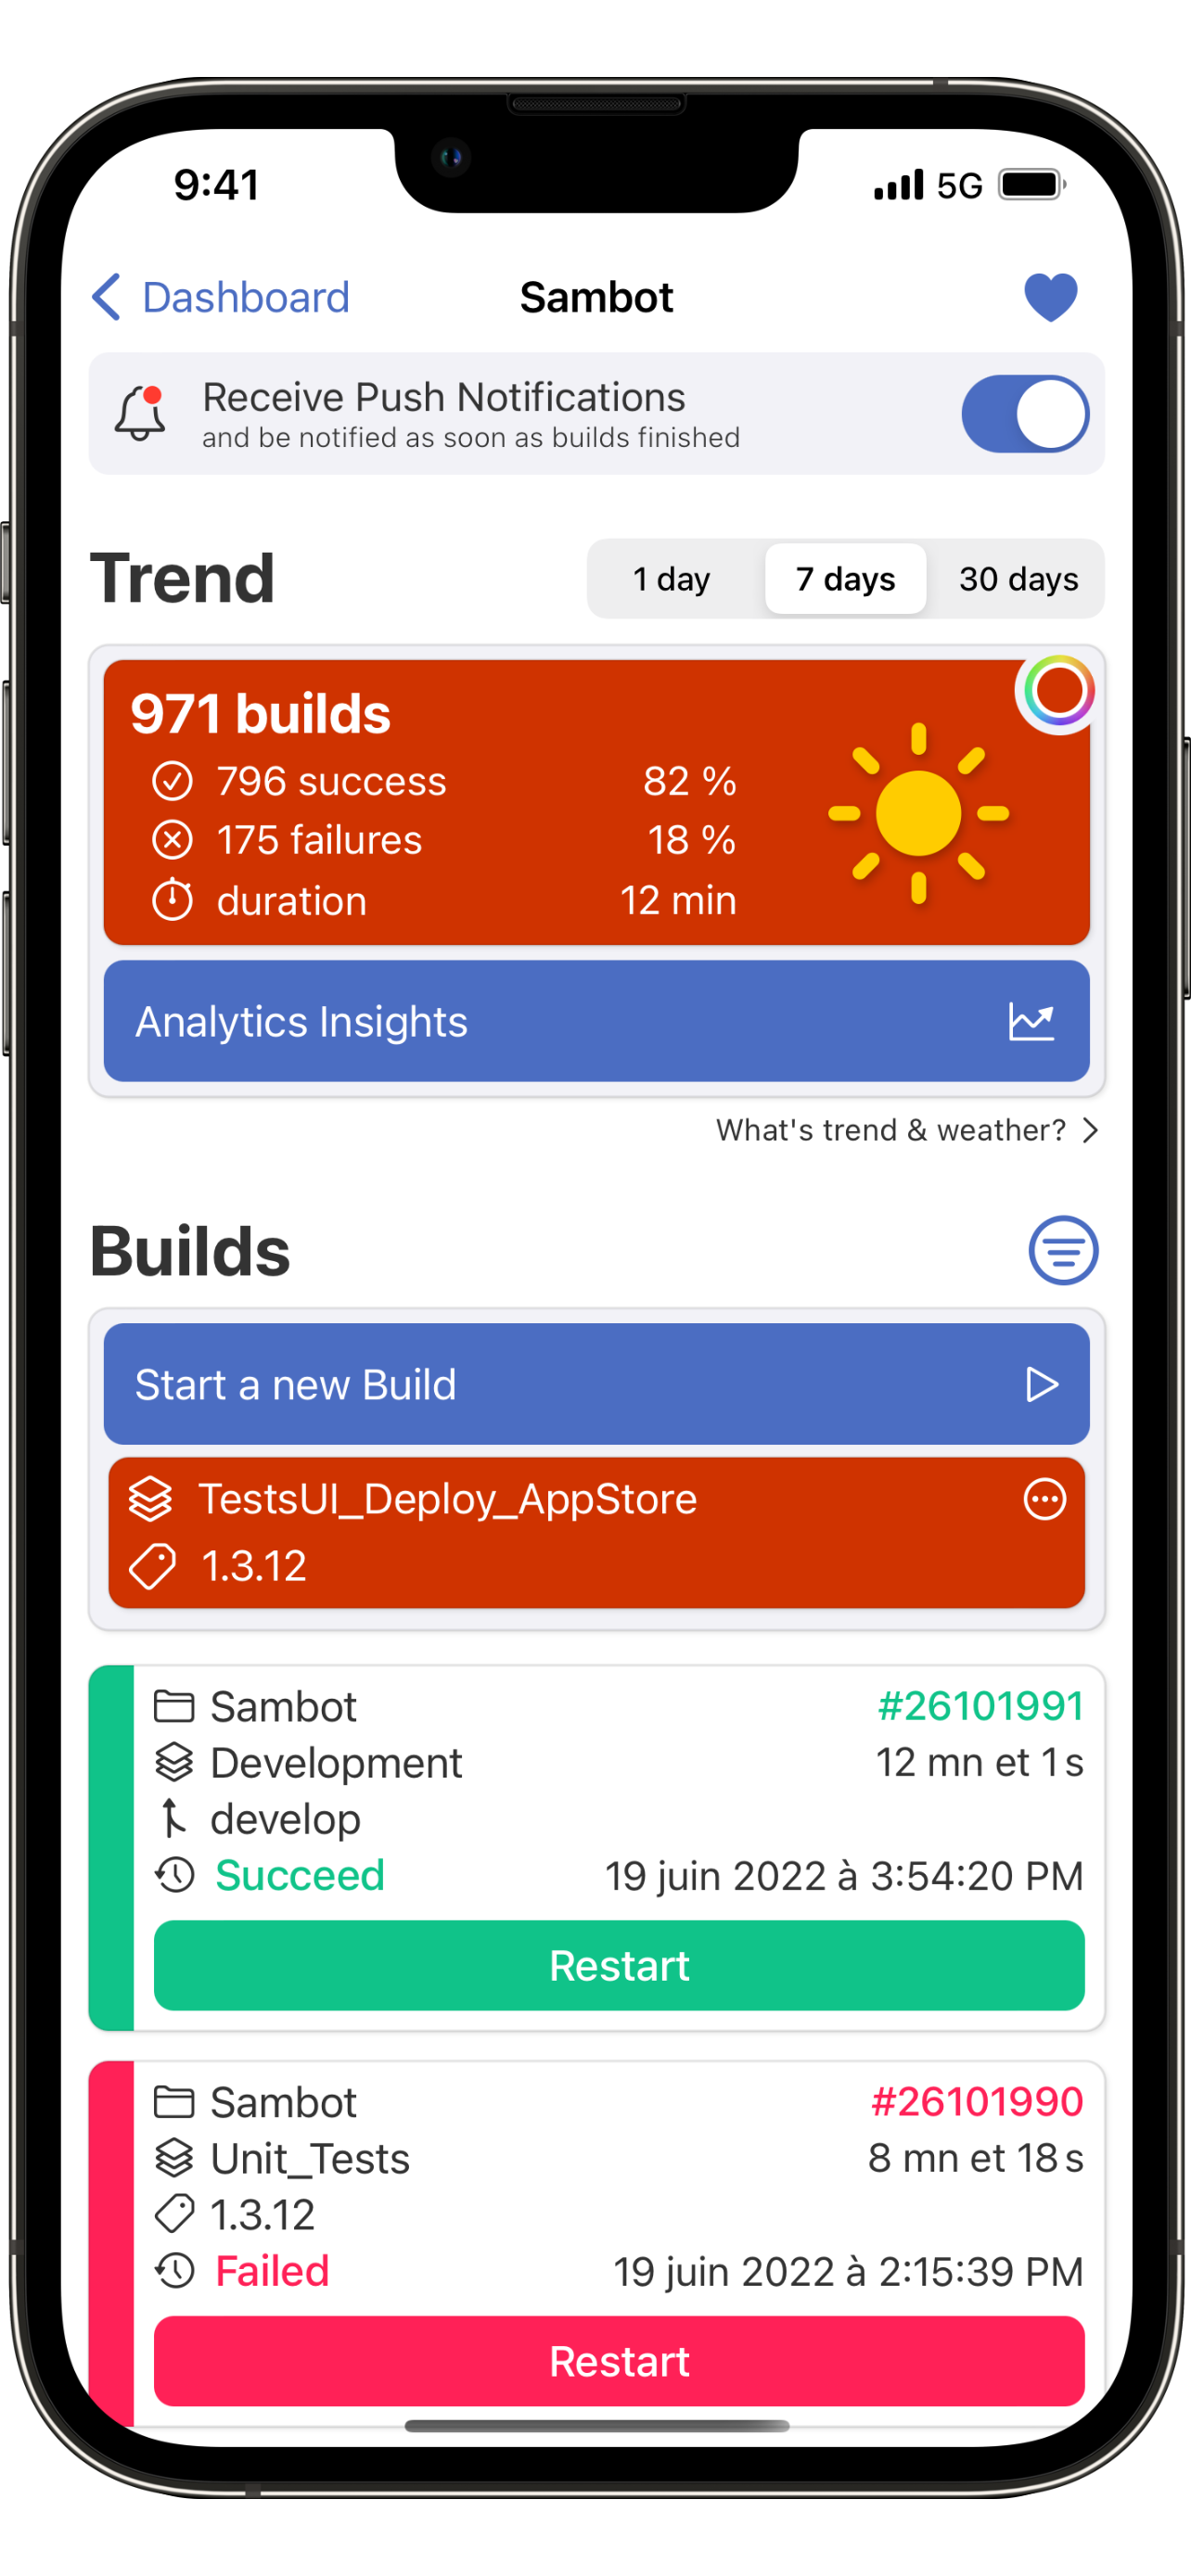 9:41 5G
Dashboard Sambot
Receive Push Notifications
and be notified as soon as builds finished
Trend 1 day 7 days 30 days
971 builds
796 success 82 %
175 failures 18 %
duration 12 min
Analytics Insights
What's trend & weather?
Builds
Start a new Build
TestsUI_Deploy_AppStore
1.3.12
Sambot #26101991
Development 12 mn et 1 s
develop
Succeed 19 juin 2022 à 3:54:20 PM
Restart
Sambot #26101990
Unit_Tests 8 mn et 18 s
1.3.12
Failed 19 juin 2022 à 2:15:39 PM
Restart